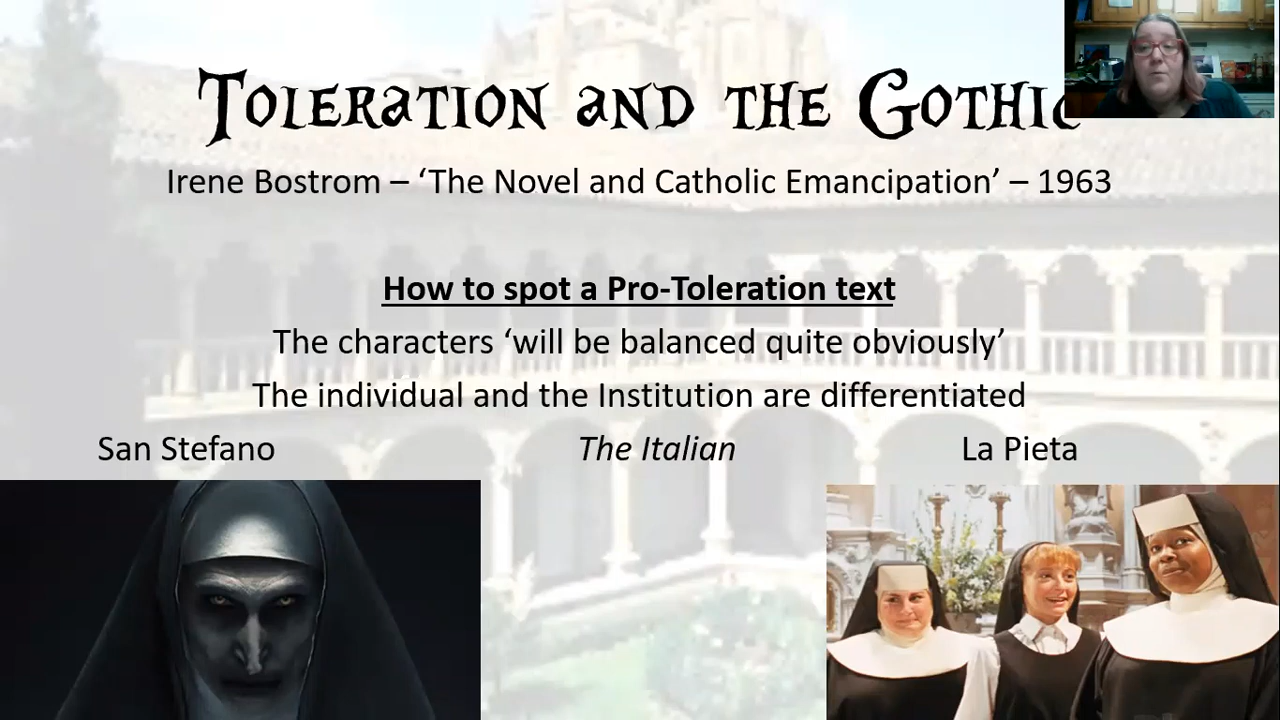 Toleration and the Gothic
Irene Bostrom – ‘The Novel and Catholic Emancipation’ – 1963
How to spot a Pro-Toleration text
The characters ‘will be balanced quite obviously’
The individual and the Institution are differentiated
San Stefano The Italian La Pieta